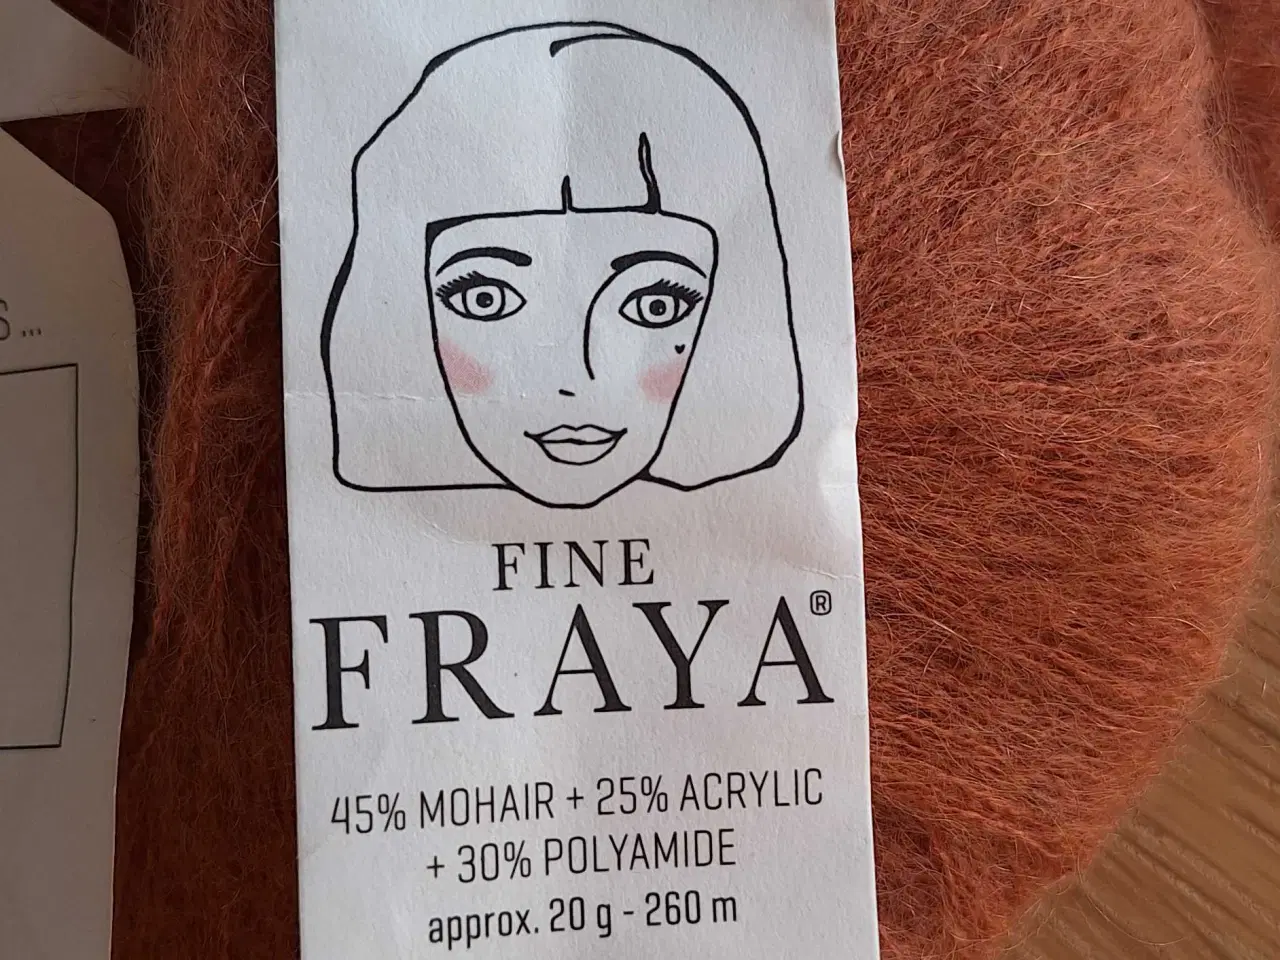 FINE
FRAYA®
45% MOHAIR + 25% ACRYLIC
+ 30% POLYAMIDE
approx. 20 g - 260 m